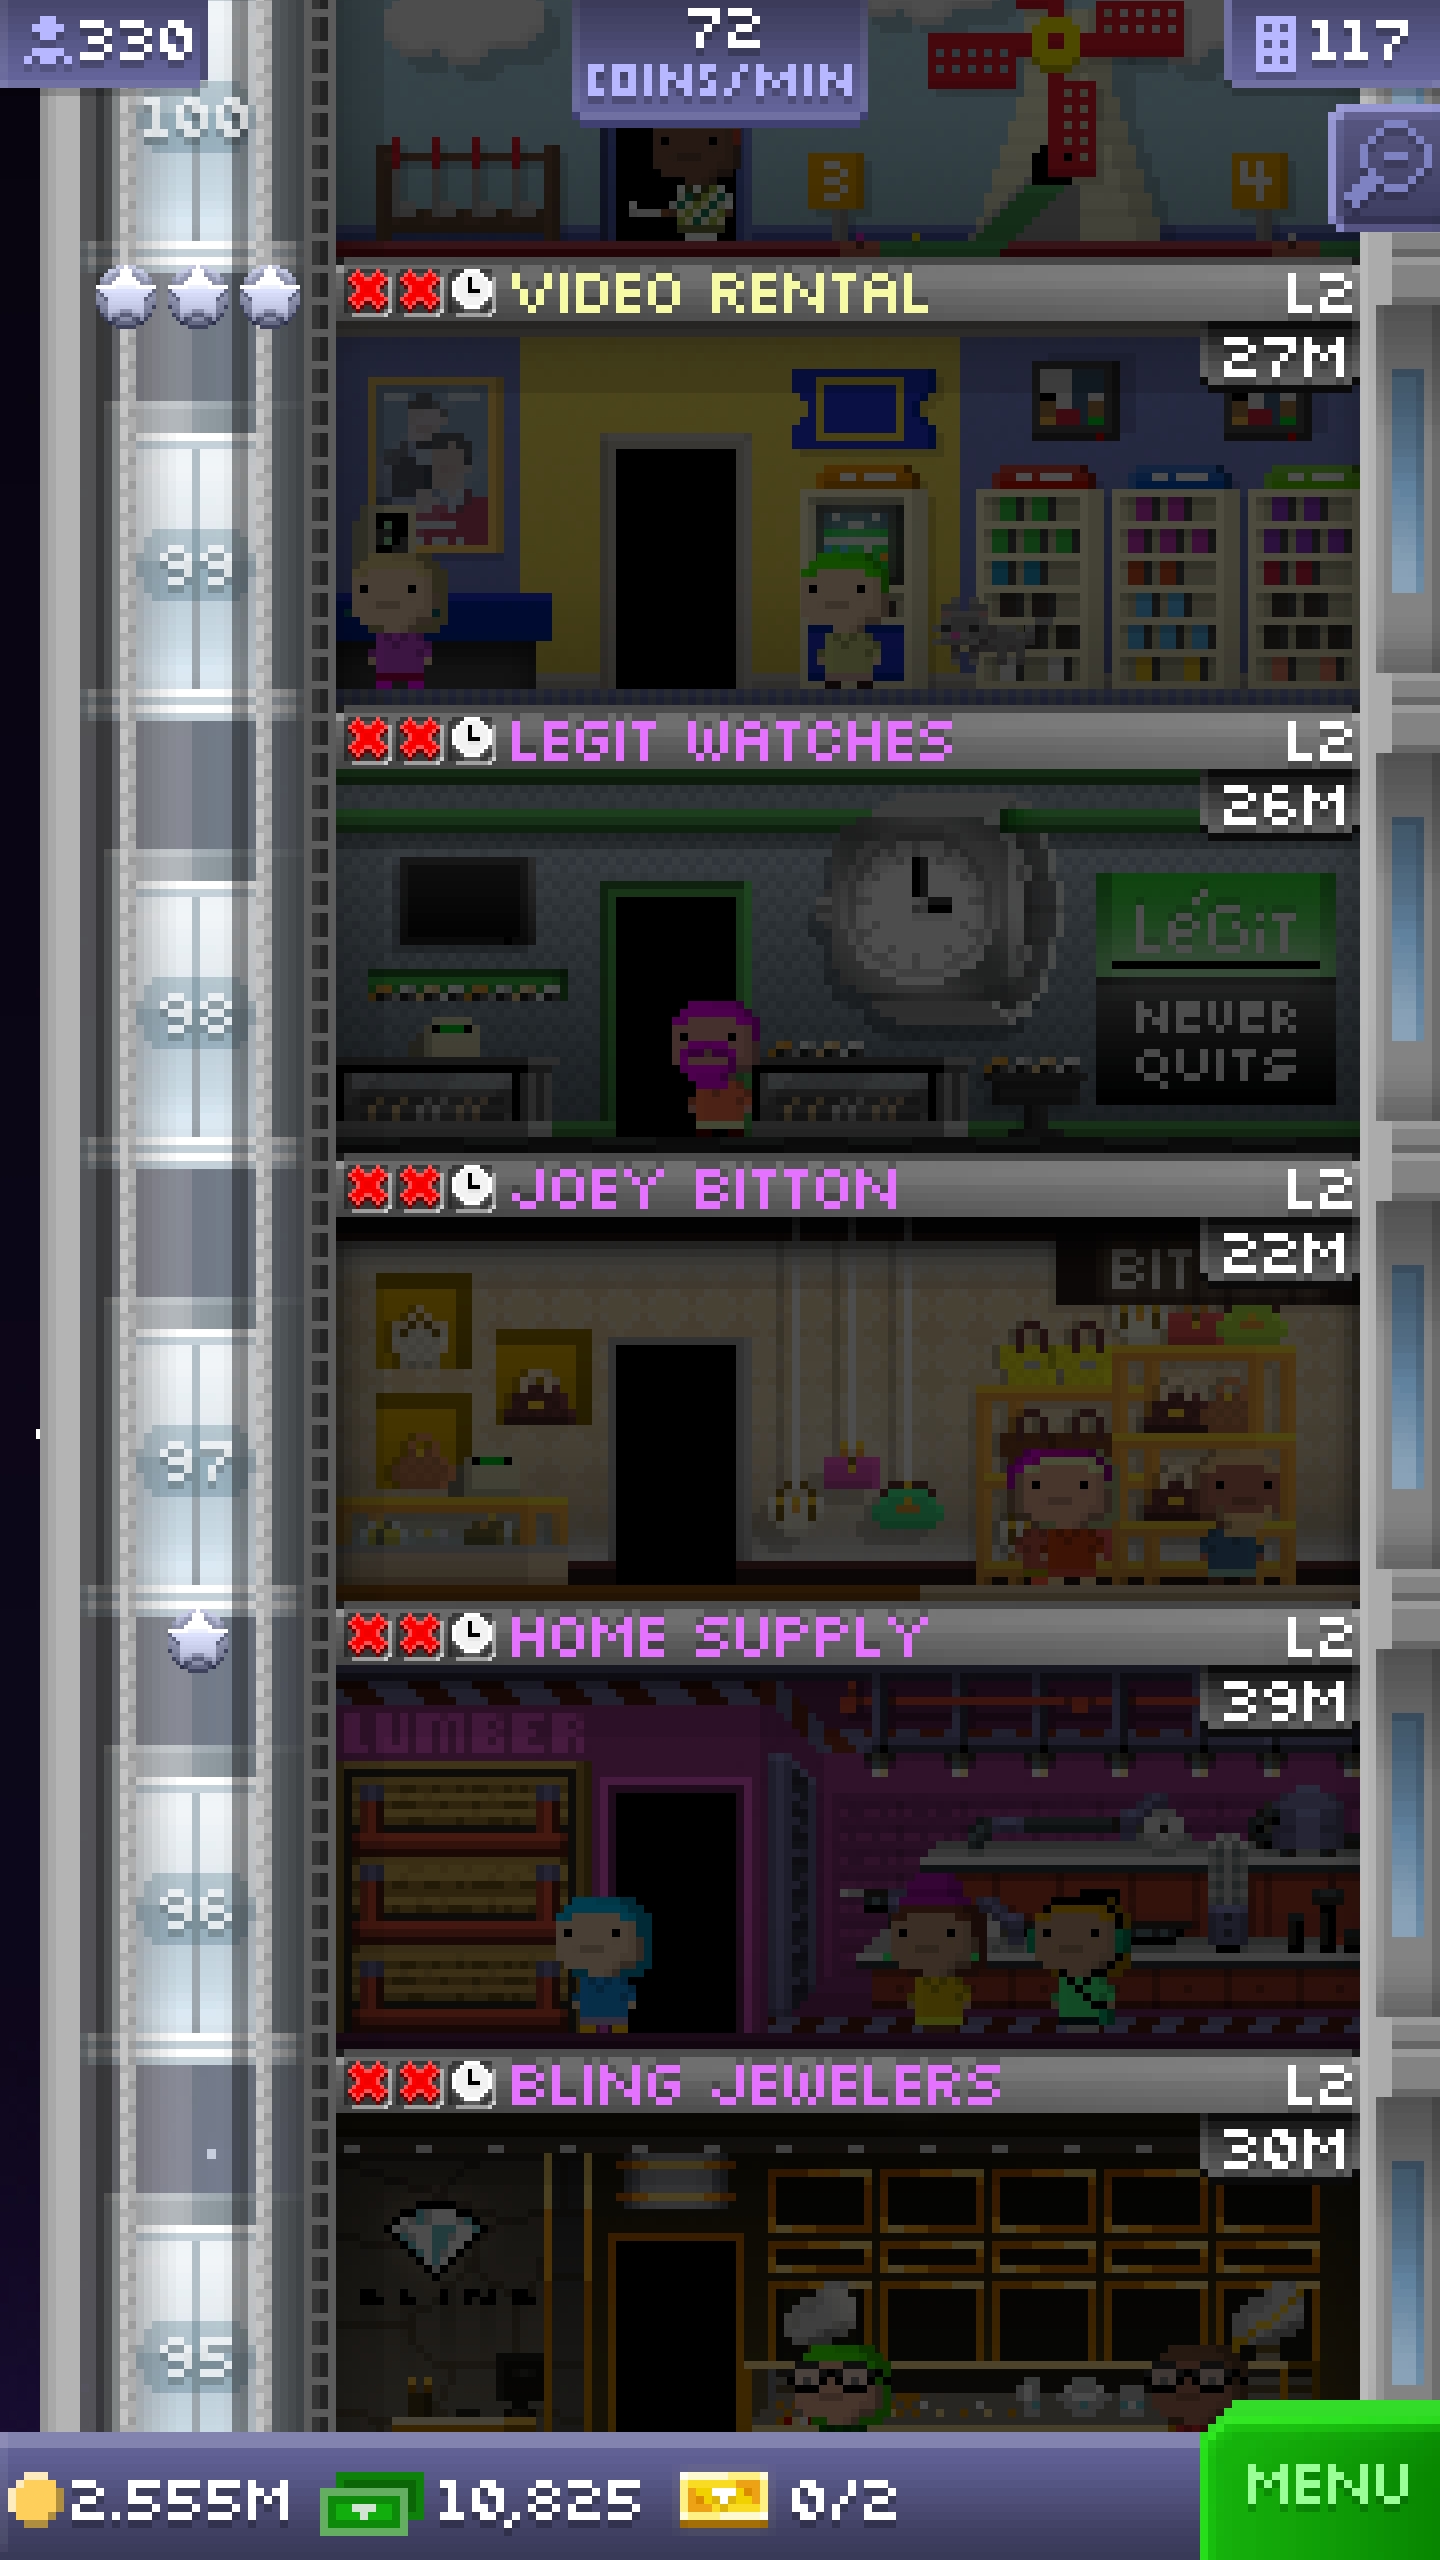 330
72
COINS/MIN
117
100
3
4
VIDEO RENTAL
L2
27M
99
LEGIT WATCHES
L2
26M
LéGiT
NEVER
QUITS
98
JOEY BITTON
L2
BIT
22M
97
HOME SUPPLY
L2
39M
LUMBER
96
BLING JEWELERS
L2
30M
95
2.555M
10,825
0/2
MENU